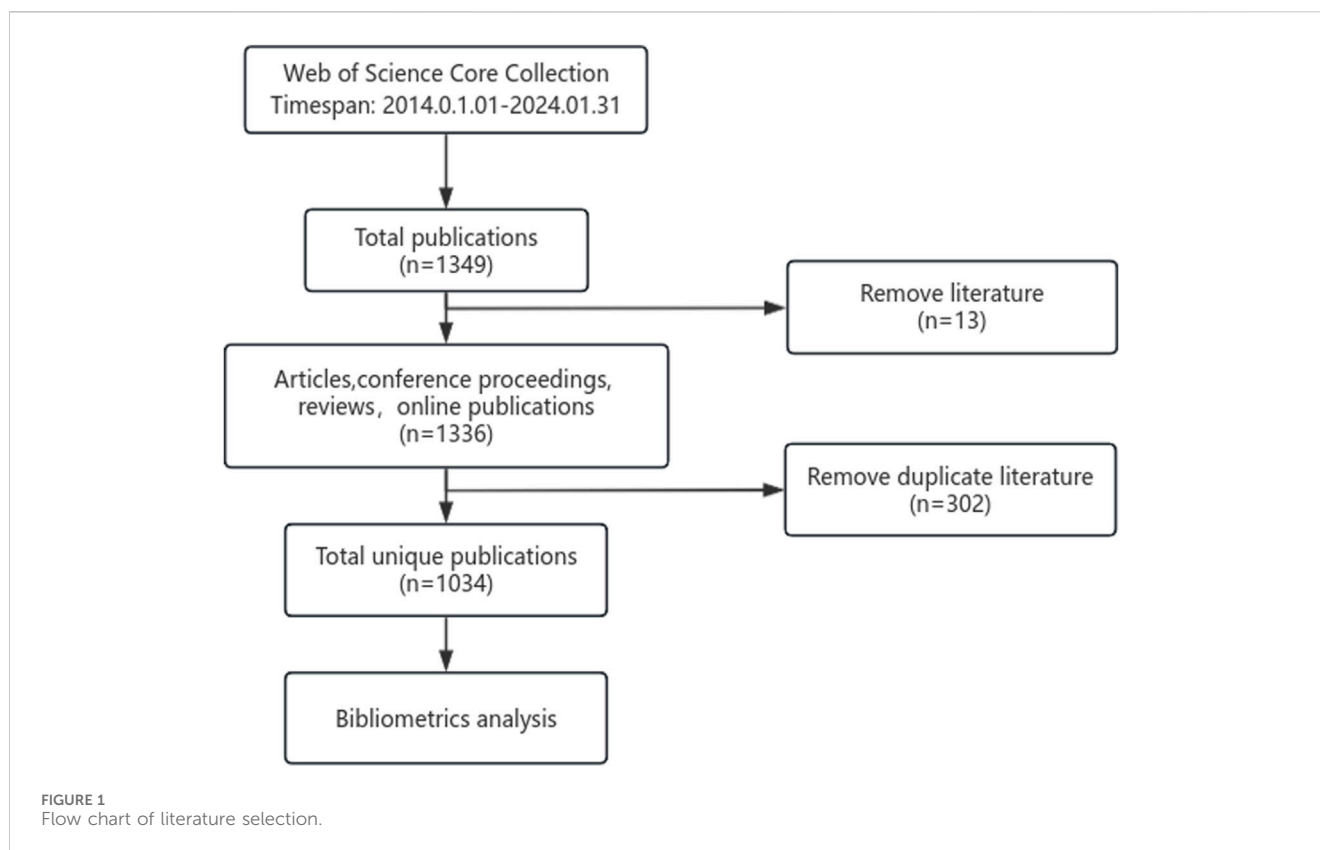 Web of Science Core Collection
Timespan: 2014.0.1.01-2024.01.31
Total publications
(n=1349)
Remove literature
(n=13)
Articles,conference proceedings,
reviews，online publications
(n=1336)
Remove duplicate literature
(n=302)
Total unique publications
(n=1034)
Bibliometrics analysis
FIGURE 1
Flow chart of literature selection.